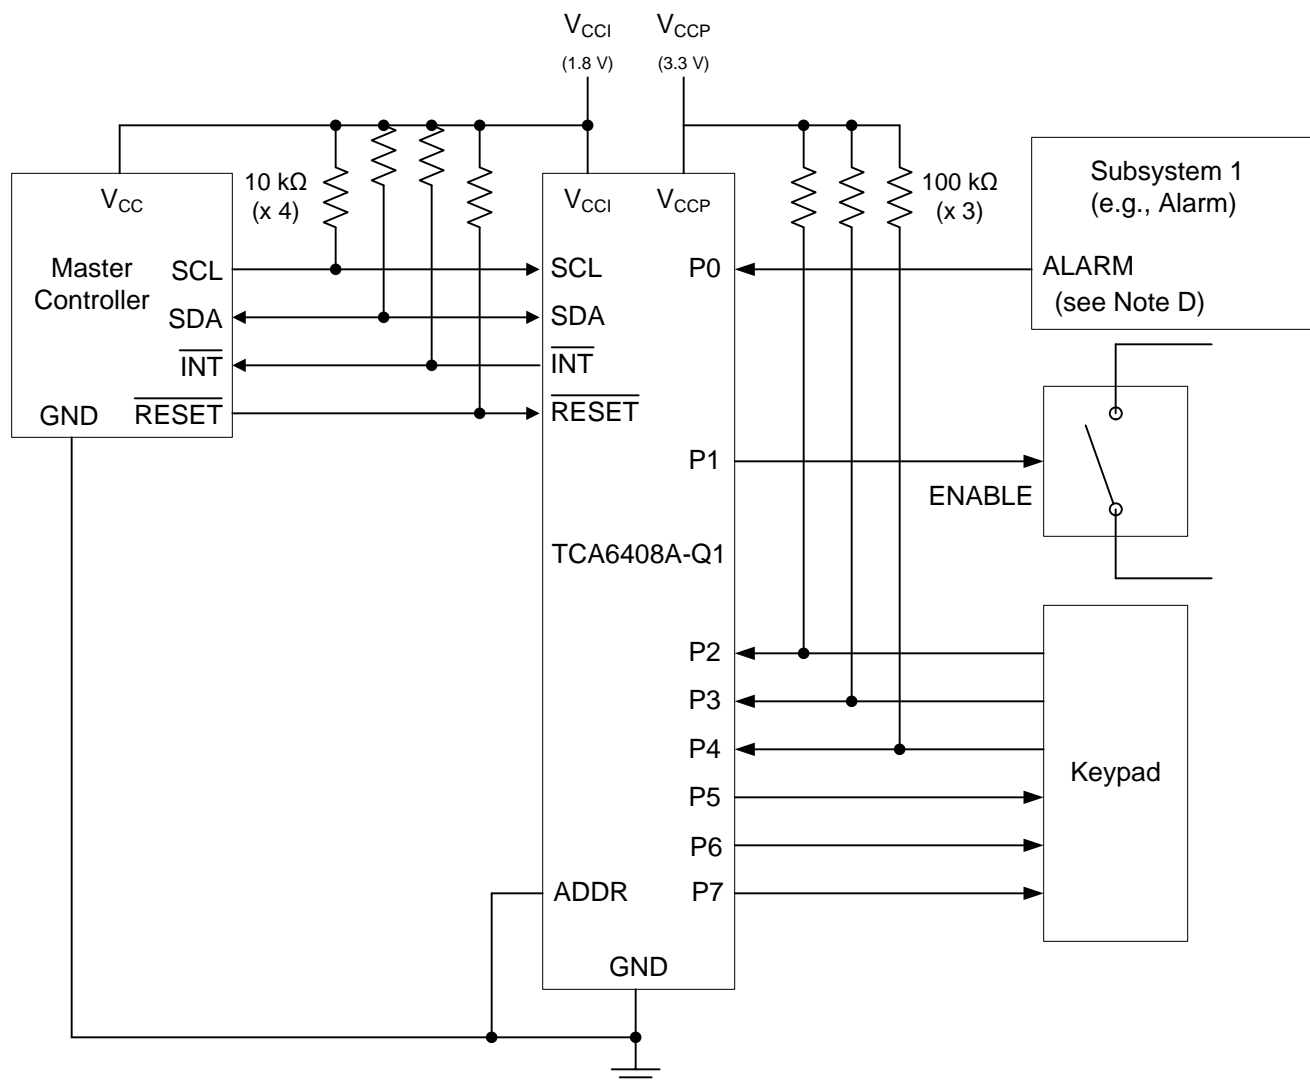 VCCI
(1.8 V)
VCCP
(3.3 V)
10 kΩ
(x 4)
100 kΩ
(x 3)
VCC
Master
Controller
SCL
SDA
INT
RESET
GND
VCCI
VCCP
SCL
SDA
INT
RESET
TCA6408A-Q1
ADDR
GND
P0
P1
P2
P3
P4
P5
P6
P7
Subsystem 1
(e.g., Alarm)
ALARM
(see Note D)
ENABLE
Keypad